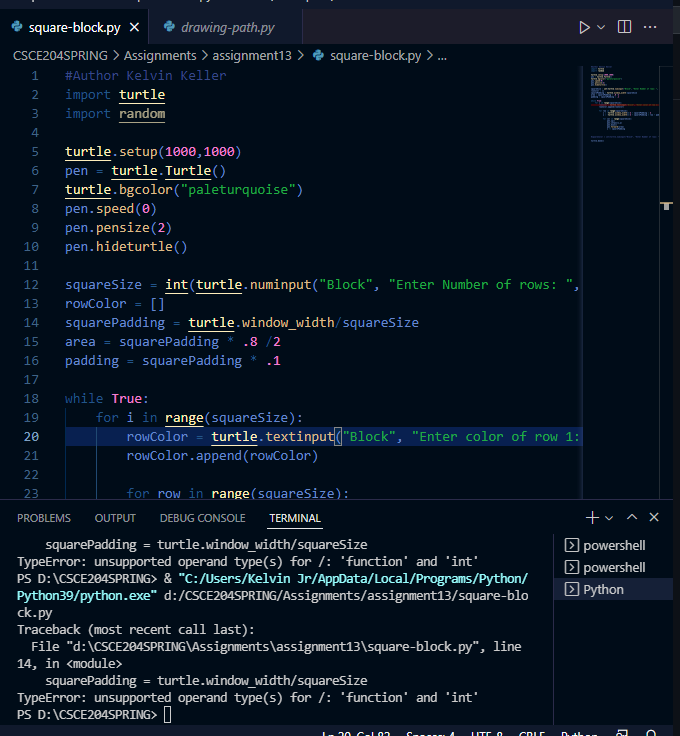 square-block.py
drawing-path.py
CSCE204SPRING > Assignments > assignment13 > square-block.py > ...
1 #Author Kelvin Keller
2 import turtle
3 import random
4
5 turtle.setup(1000,1000)
6 pen = turtle.Turtle()
7 turtle.bgcolor("paleturquoise")
8 pen.speed(0)
9 pen.pensize(2)
10 pen.hideturtle()
11
12 squareSize = int(turtle.numinput("Block", "Enter Number of rows: ",
13 rowColor = []
14 squarePadding = turtle.window_width/squareSize
15 area = squarePadding * .8 /2
16 padding = squarePadding * .1
17
18 while True:
19 for i in range(squareSize):
20 rowColor = turtle.textinput("Block", "Enter color of row 1:
21 rowColor.append(rowColor)
22
23 for row in range(squareSize):
PROBLEMS OUTPUT DEBUG CONSOLE TERMINAL
squarePadding = turtle.window_width/squareSize
TypeError: unsupported operand type(s) for /: 'function' and 'int'
PS D:\CSCE204SPRING> & "C:/Users/Kelvin Jr/AppData/Local/Programs/Python/
Python39/python.exe" d:/CSCE204SPRING/Assignments/assignment13/square-blo
ck.py
Traceback (most recent call last):
File "d:\CSCE204SPRING\Assignments\assignment13\square-block.py", line
14, in <module>
squarePadding = turtle.window_width/squareSize
TypeError: unsupported operand type(s) for /: 'function' and 'int'
PS D:\CSCE204SPRING>
powershell
powershell
Python